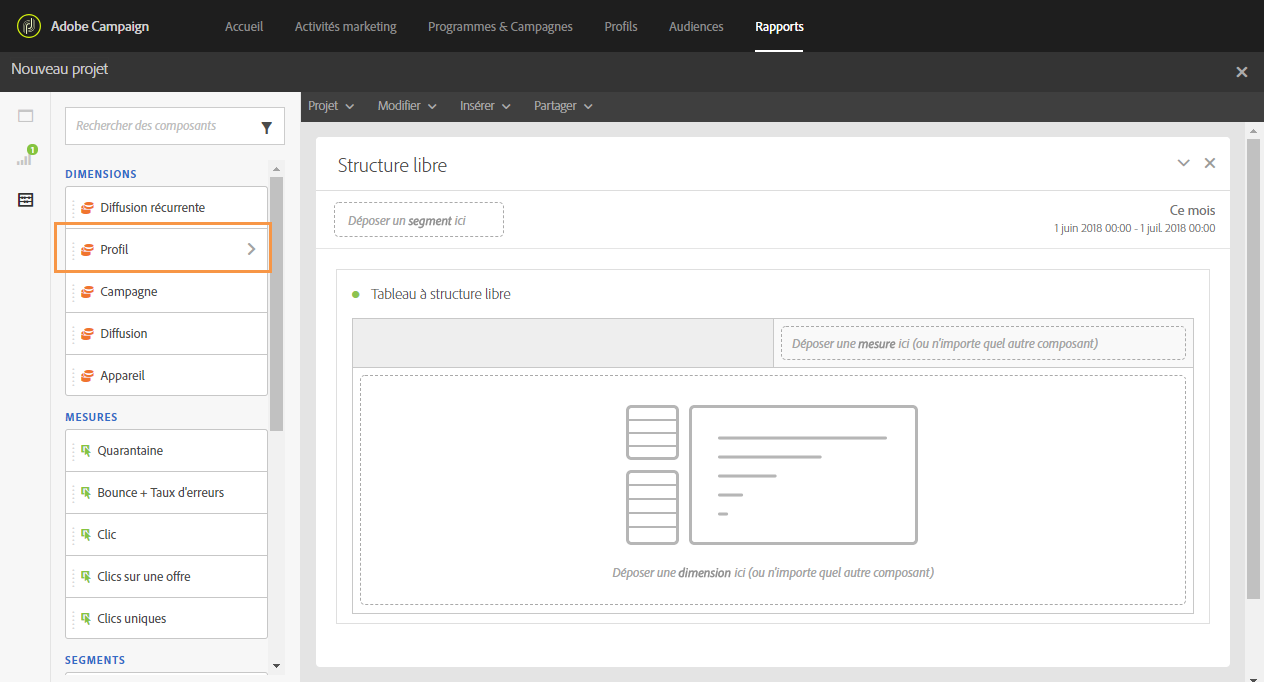 Adobe Campaign
Accueil
Activités marketing
Programmes & Campagnes
Profils
Audiences
Rapports
Nouveau projet
Projet
Modifier
Insérer
Partager
Rechercher des composants
1
DIMENSIONS
Diffusion récurrente
Profil
Campagne
Diffusion
Appareil
MESURES
Quarantaine
Bounce + Taux d'erreurs
Clic
Clics sur une offre
Clics uniques
SEGMENTS
Structure libre
Déposer un segment ici
Ce mois
1 juin 2018 00:00 - 1 juil. 2018 00:00
Tableau à structure libre
Déposer une mesure ici (ou n'importe quel autre composant)
Déposer une dimension ici (ou n'importe quel autre composant)